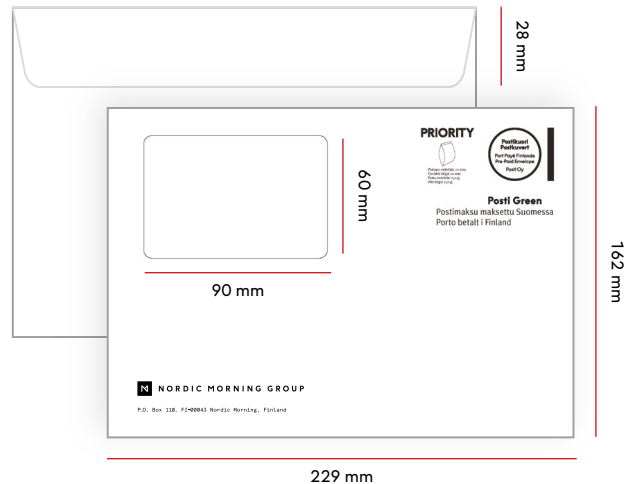 28 mm
PRIORITY
Postikuori
Postkuvert
Port Payé Finlande
Pre-Paid Envelope
Posti Oy
Posti Green
Postimaksu maksettu Suomessa
Porto betalt i Finland
60 mm
90 mm
162 mm
NORDIC MORNING GROUP
P.O. Box 110, FI-00043 Nordic Morning, Finland
229 mm